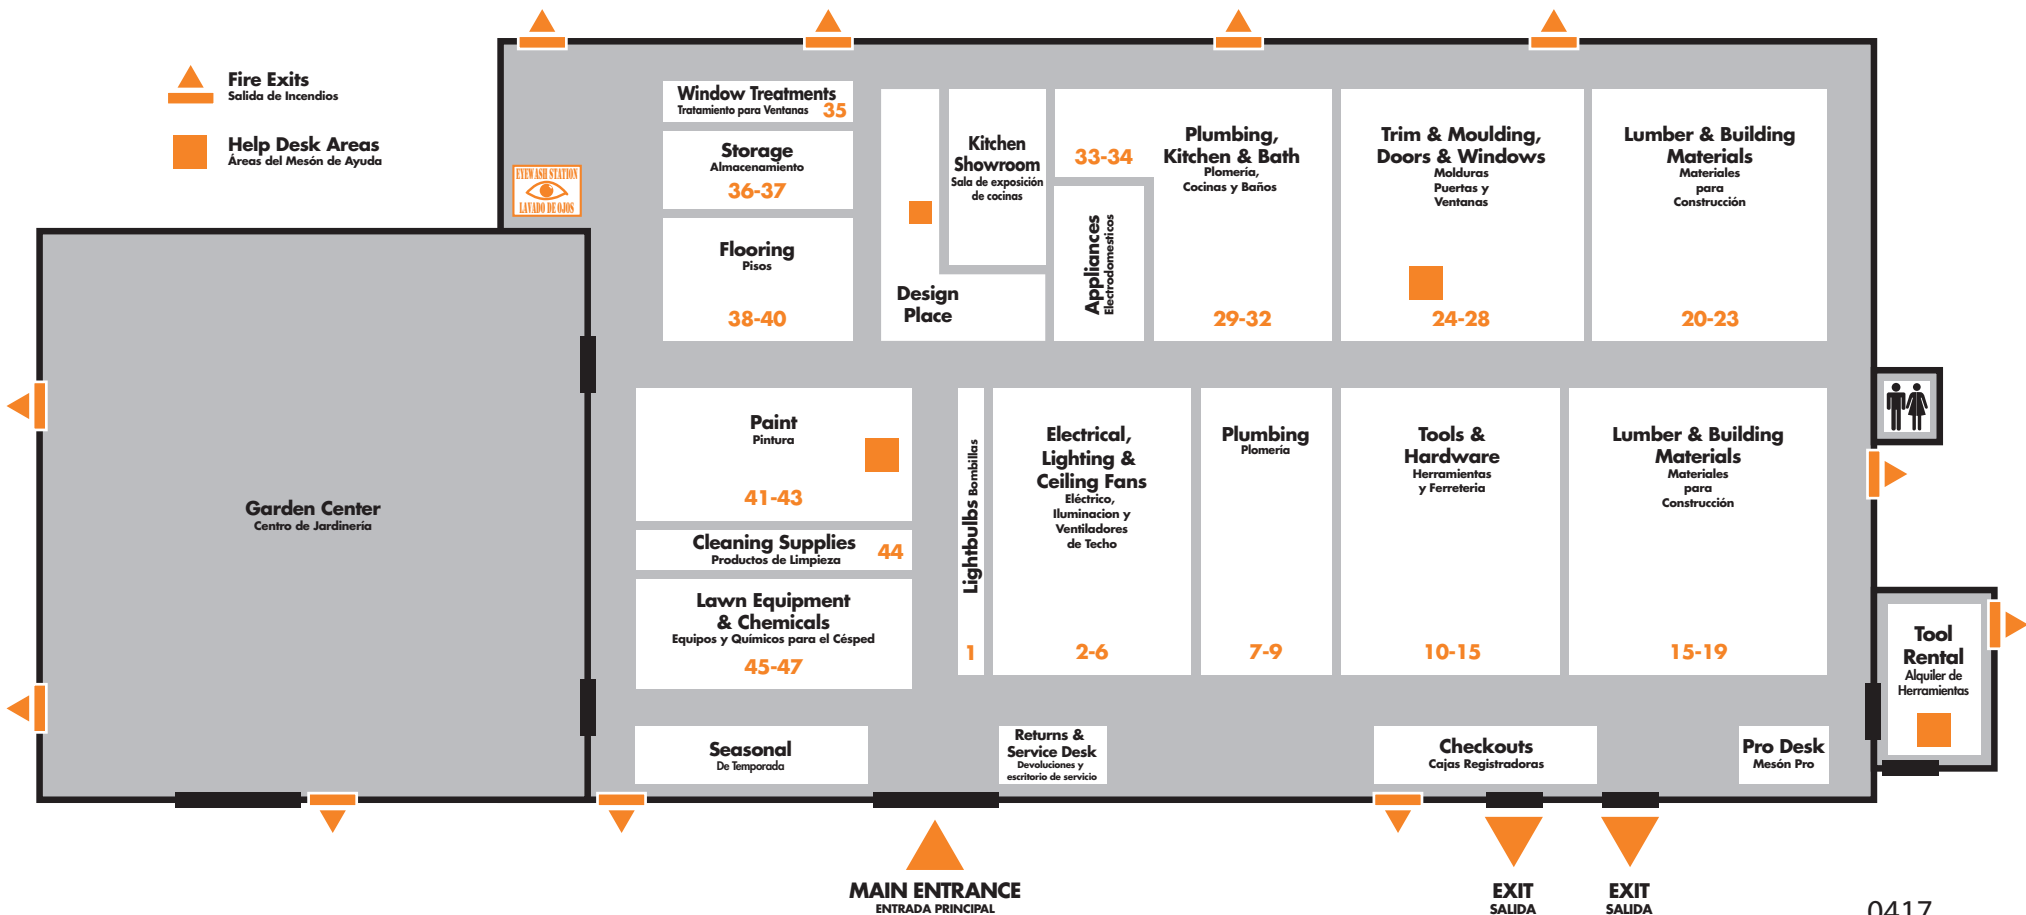 Fire Exits
Salida de Incendios
Help Desk Areas
Áreas del Mesón de Ayuda
EYEWASH STATION
LAVADO DE OJOS
Window Treatments
Tratamiento para Ventanas 35
Storage
Almacenamiento
36-37
Flooring
Pisos
38-40
Design
Place
Kitchen
Showroom
Sala de exposición
de cocinas
33-34
Appliances
Electrodomesticos
Plumbing,
Kitchen & Bath
Plomería,
Cocinas y Baños
29-32
Trim & Moulding,
Doors & Windows
Molduras
Puertas y
Ventanas
24-28
Lumber & Building
Materials
Materiales
para
Construcción
20-23
Garden Center
Centro de Jardinería
Paint
Pintura
41-43
Cleaning Supplies 44
Productos de Limpieza
Lawn Equipment
& Chemicals
Equipos y Químicos para el Césped
45-47
Lightbulbs Bombillas
1
Electrical,
Lighting &
Ceiling Fans
Eléctrico,
Iluminacion y
Ventiladores
de Techo
2-6
Plumbing
Plomería
7-9
Tools &
Hardware
Herramientas
y Ferreteria
10-15
Lumber & Building
Materials
Materiales
para
Construcción
15-19
Tool
Rental
Alquiler de
Herramientas
Seasonal
De Temporada
Returns &
Service Desk
Devoluciones y
escritorio de servicio
Checkouts
Cajas Registradoras
Pro Desk
Mesón Pro
MAIN ENTRANCE
ENTRADA PRINCIPAL
EXIT
SALIDA
EXIT
SALIDA
0417